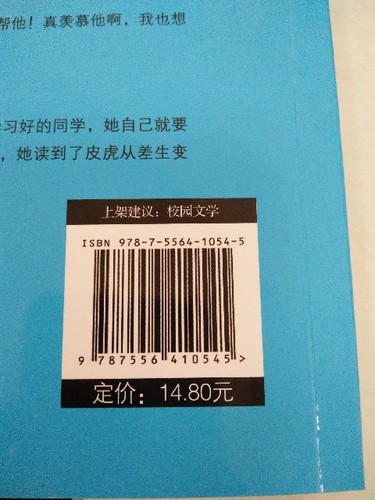 帮他！真羡慕他啊，我也想
学习好的同学，她自己就要
，她读到了皮虎从差生变
上架建议：校园文学
ISBN 978-7-5564-1054-5
9 787556 410545 >
定价：14.80元